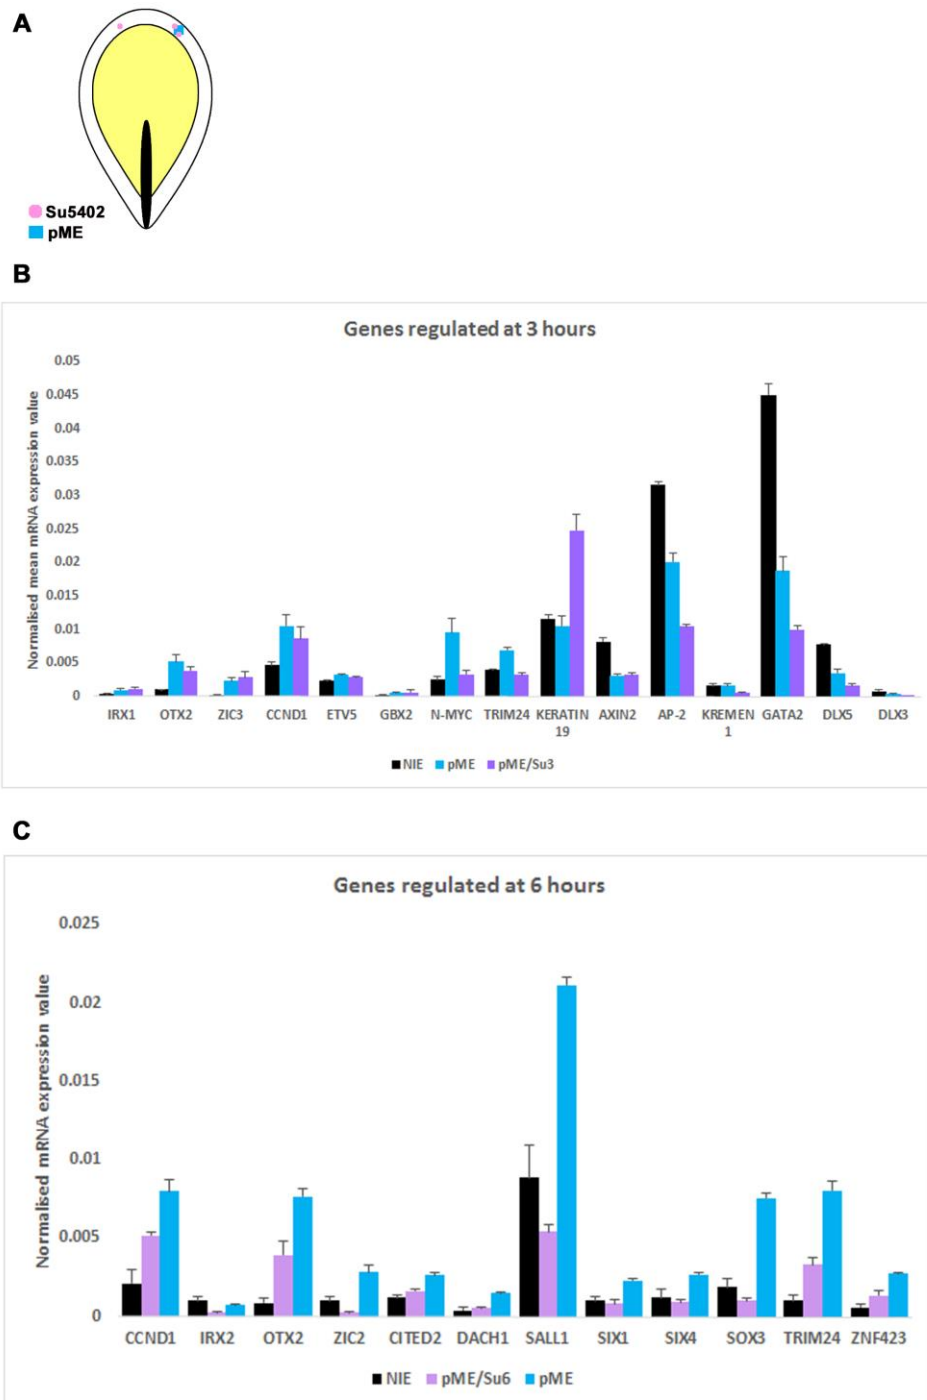 A
Su5402
pME
B
Genes regulated at 3 hours
Normalised mean mRNA expression value
0.05
0.045
0.04
0.035
0.03
0.025
0.02
0.015
0.01
0.005
0
IRX1 OTX2 ZIC3 CCND1 ETV5 GBX2 N-MYC TRIM24 KERATIN AXIN2 AP-2 KREMEN GATA2 DLX5 DLX3
19 1
NIE pME pME/Su3
C
Genes regulated at 6 hours
Normalised mRNA expression value
0.025
0.02
0.015
0.01
0.005
0
CCND1 IRX2 OTX2 ZIC2 CITED2 DACH1 SALL1 SIX1 SIX4 SOX3 TRIM24 ZNF423
NIE pME/Su6 pME